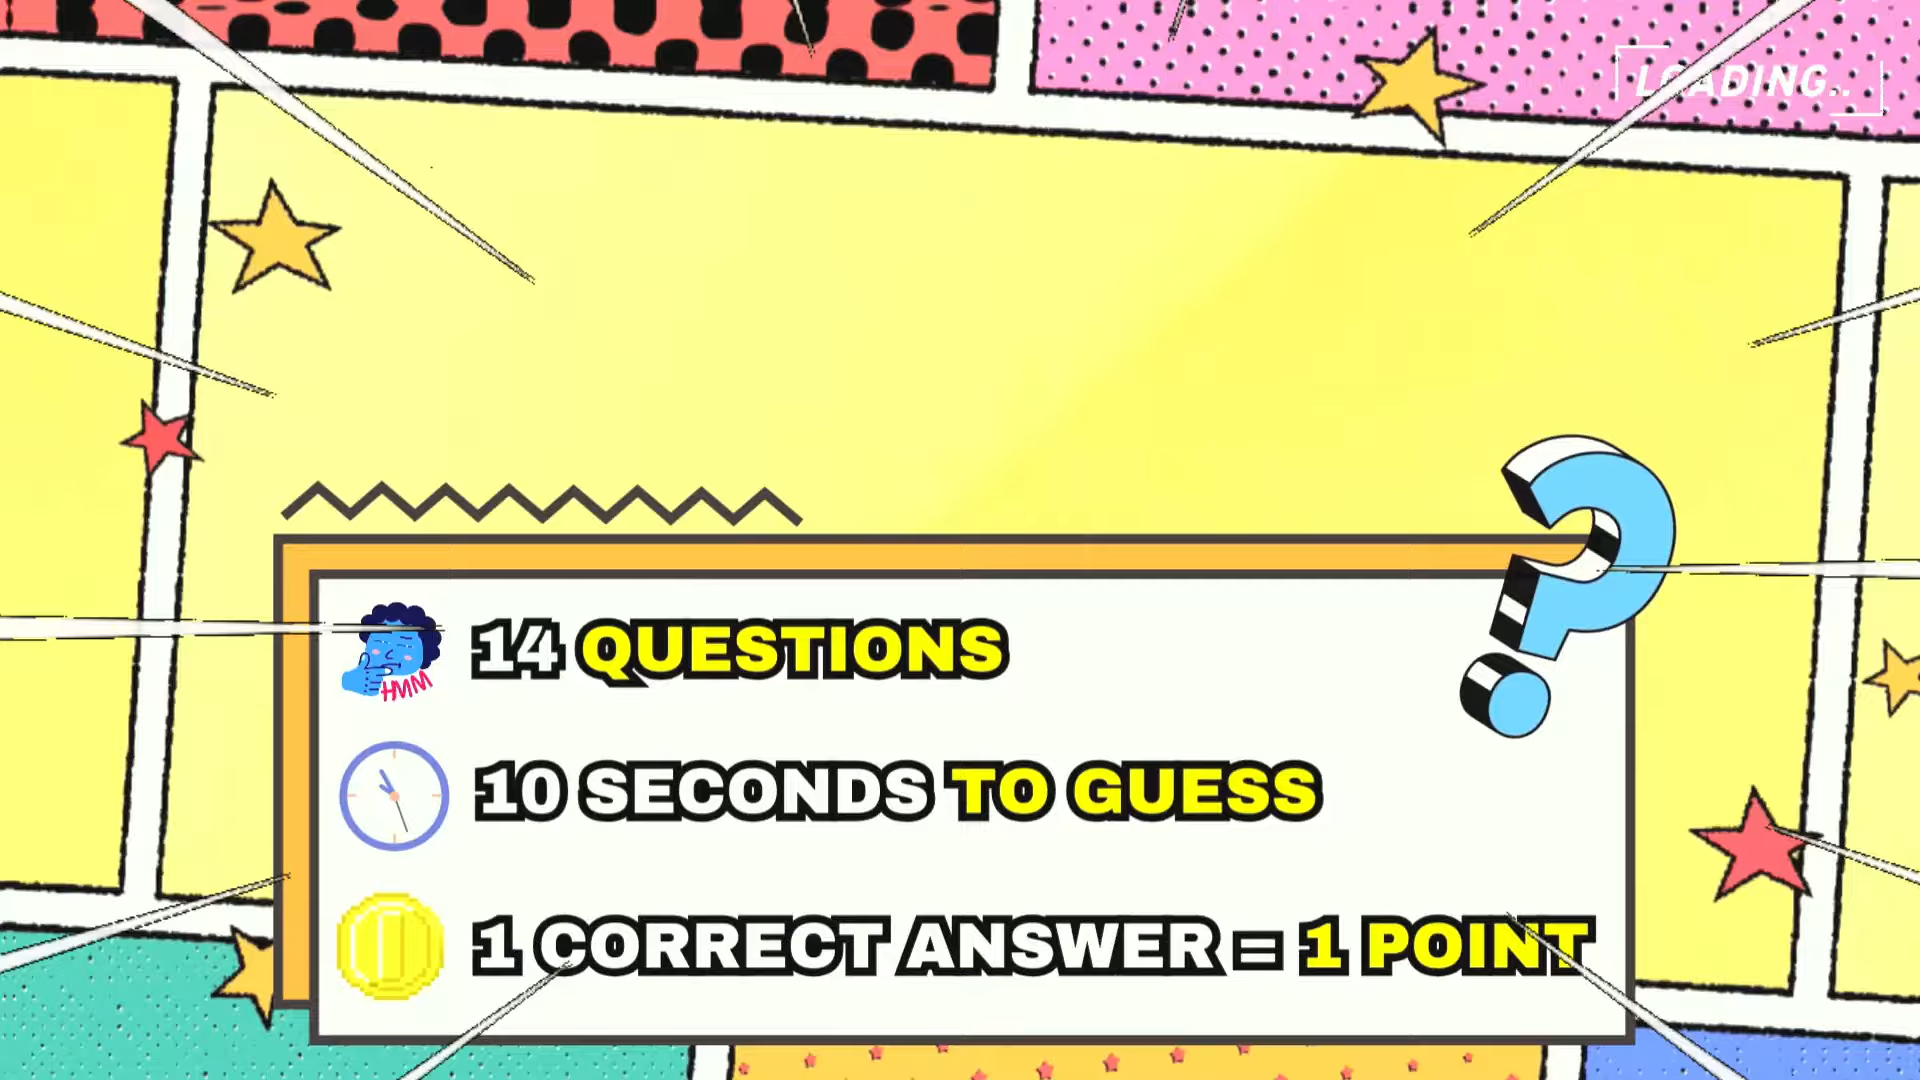 LOADING..
HMM
14 QUESTIONS
10 SECONDS TO GUESS
1 CORRECT ANSWER = 1 POINT